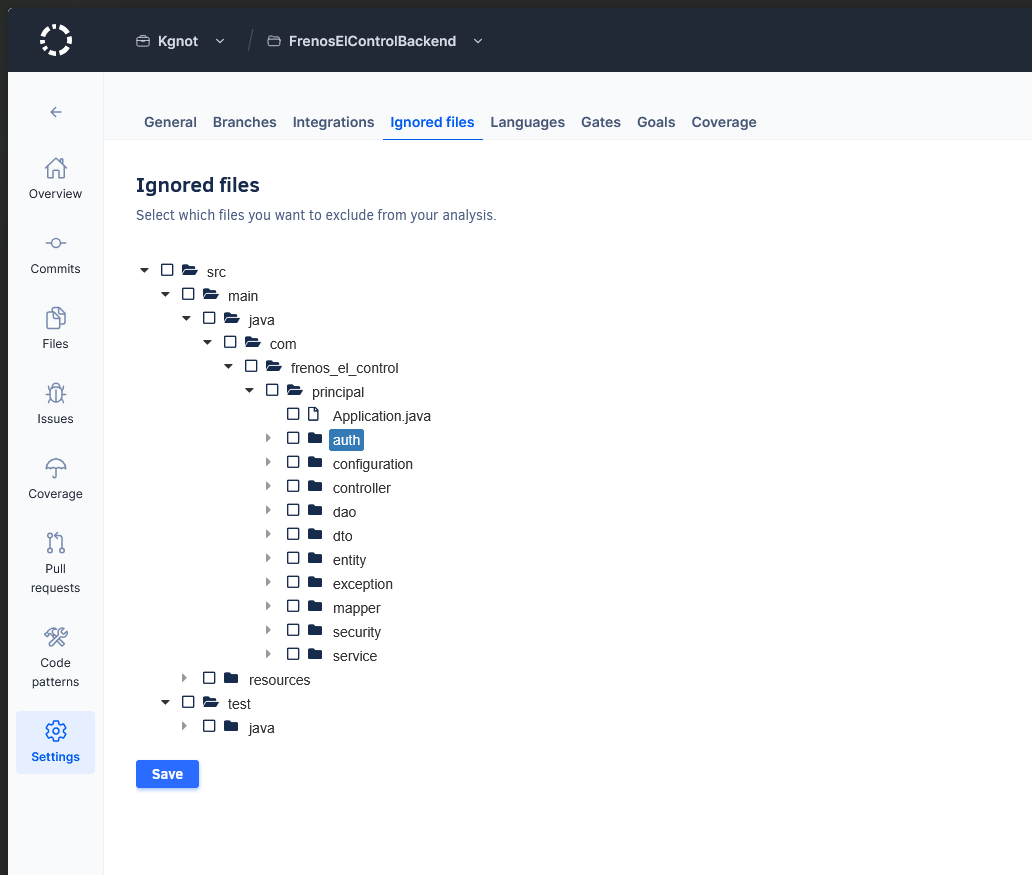 Kgnot FrenosElControlBackend
General Branches Integrations Ignored files Languages Gates Goals Coverage
Overview
Commits
Files
Issues
Coverage
Pull
requests
Code
patterns
Settings
Ignored files
Select which files you want to exclude from your analysis.
src
main
java
com
frenos_el_control
principal
Application.java
auth
configuration
controller
dao
dto
entity
exception
mapper
security
service
resources
test
java
Save